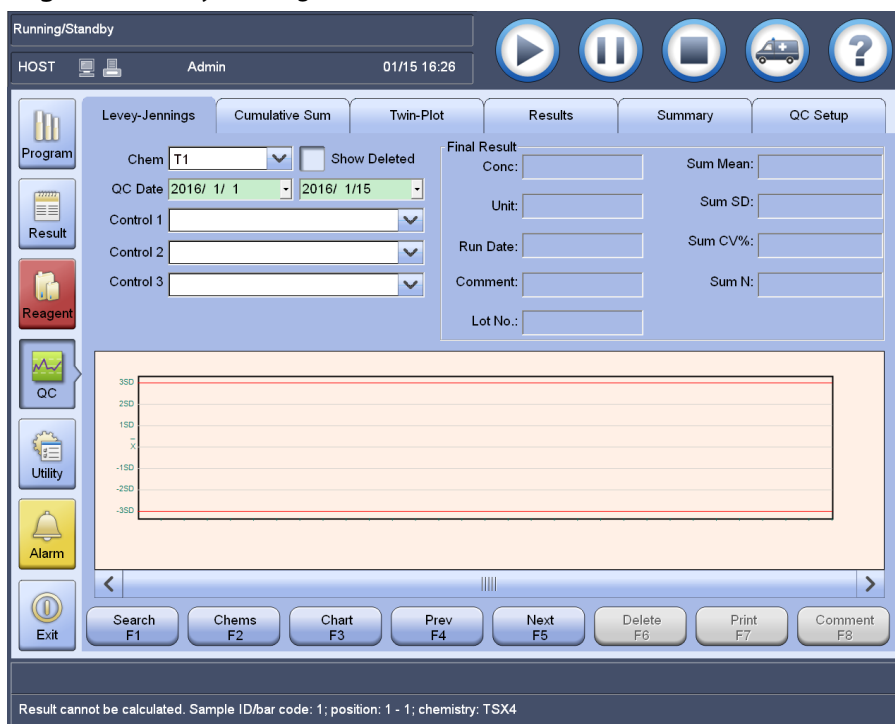 Running/Standby
HOST Admin 01/15 16:26
Program
Result
Reagent
QC
Utility
Alarm
Exit
Levey-Jennings Cumulative Sum Twin-Plot Results Summary QC Setup
Chem T1 Show Deleted
QC Date 2016/ 1/ 1 2016/ 1/15
Control 1
Control 2
Control 3
Final Result
Conc: Sum Mean:
Unit: Sum SD:
Run Date: Sum CV%:
Comment: Sum N:
Lot No.:
3SD
2SD
1SD
X̄
-1SD
-2SD
-3SD
Search Chems Chart Prev Next Delete Print Comment
F1 F2 F3 F4 F5 F6 F7 F8
Result cannot be calculated. Sample ID/bar code: 1; position: 1 - 1; chemistry: TSX4